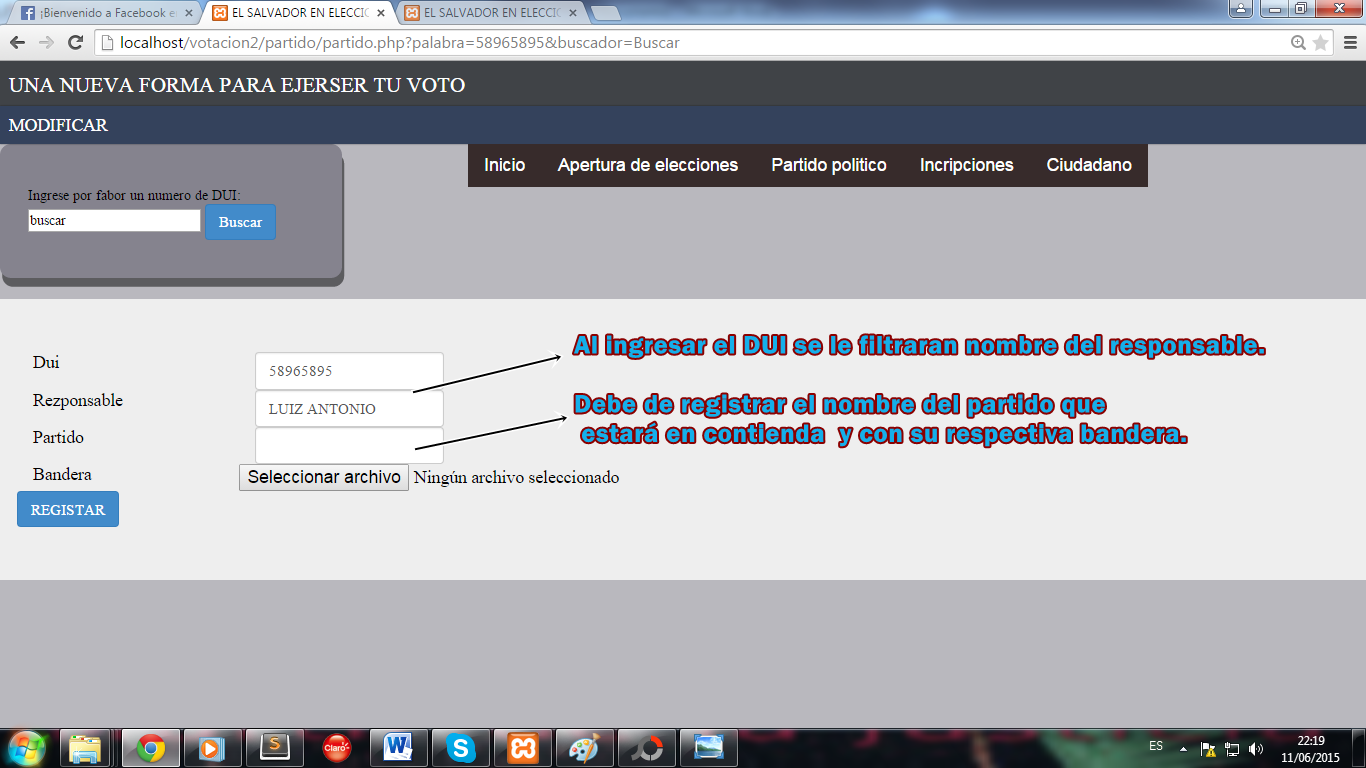 ¡Bienvenido a Facebook e
EL SALVADOR EN ELECCIO
EL SALVADOR EN ELECCIO
localhost/votacion2/partido/partido.php?palabra=58965895&buscador=Buscar
UNA NUEVA FORMA PARA EJERSER TU VOTO
MODIFICAR
Inicio Apertura de elecciones Partido politico Incripciones Ciudadano
Ingrese por fabor un numero de DUI:
buscar Buscar
Al ingresar el DUI se le filtraran nombre del responsable.
Dui 58965895
Rezponsable LUIZ ANTONIO
Debe de registrar el nombre del partido que
estará en contienda y con su respectiva bandera.
Partido
Bandera Seleccionar archivo Ningún archivo seleccionado
REGISTAR
Claro
ES
22:19
11/06/2015